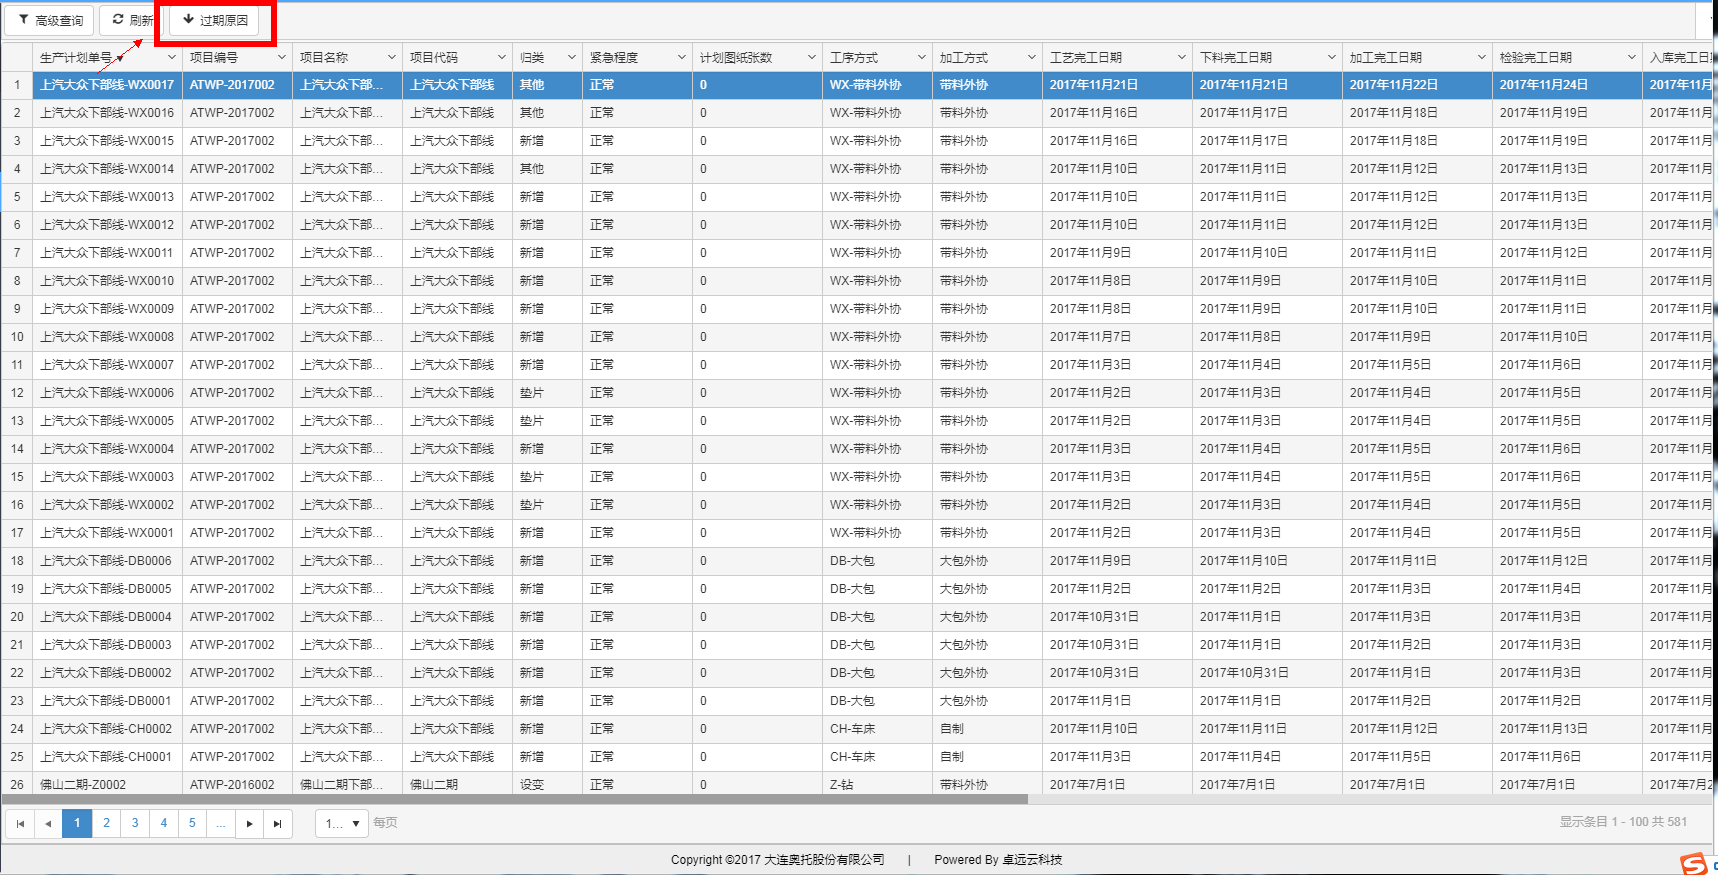 高级查询 刷新 过期原因
生产计划单号 项目编号 项目名称 项目代码 归类 紧急程度 计划图纸张数 工序方式 加工方式 工艺完工日期 下料完工日期 加工完工日期 检验完工日期 入库完工日
1 上汽大众下部线-WX0017 ATWP-2017002 上汽大众下部... 上汽大众下部线 其他 正常 0 WX-带料外协 带料外协 2017年11月21日 2017年11月21日 2017年11月22日 2017年11月24日 2017年11月
2 上汽大众下部线-WX0016 ATWP-2017002 上汽大众下部... 上汽大众下部线 其他 正常 0 WX-带料外协 带料外协 2017年11月16日 2017年11月17日 2017年11月18日 2017年11月19日 2017年11月
3 上汽大众下部线-WX0015 ATWP-2017002 上汽大众下部... 上汽大众下部线 新增 正常 0 WX-带料外协 带料外协 2017年11月16日 2017年11月17日 2017年11月18日 2017年11月19日 2017年11月
4 上汽大众下部线-WX0014 ATWP-2017002 上汽大众下部... 上汽大众下部线 其他 正常 0 WX-带料外协 带料外协 2017年11月10日 2017年11月11日 2017年11月12日 2017年11月13日 2017年11月
5 上汽大众下部线-WX0013 ATWP-2017002 上汽大众下部... 上汽大众下部线 新增 正常 0 WX-带料外协 带料外协 2017年11月10日 2017年11月11日 2017年11月12日 2017年11月13日 2017年11月
6 上汽大众下部线-WX0012 ATWP-2017002 上汽大众下部... 上汽大众下部线 新增 正常 0 WX-带料外协 带料外协 2017年11月10日 2017年11月11日 2017年11月12日 2017年11月13日 2017年11月
7 上汽大众下部线-WX0011 ATWP-2017002 上汽大众下部... 上汽大众下部线 新增 正常 0 WX-带料外协 带料外协 2017年11月9日 2017年11月10日 2017年11月11日 2017年11月12日 2017年11月
8 上汽大众下部线-WX0010 ATWP-2017002 上汽大众下部... 上汽大众下部线 新增 正常 0 WX-带料外协 带料外协 2017年11月8日 2017年11月9日 2017年11月10日 2017年11月11日 2017年11月
9 上汽大众下部线-WX0009 ATWP-2017002 上汽大众下部... 上汽大众下部线 新增 正常 0 WX-带料外协 带料外协 2017年11月8日 2017年11月9日 2017年11月10日 2017年11月11日 2017年11月
10 上汽大众下部线-WX0008 ATWP-2017002 上汽大众下部... 上汽大众下部线 新增 正常 0 WX-带料外协 带料外协 2017年11月7日 2017年11月8日 2017年11月9日 2017年11月10日 2017年11月
11 上汽大众下部线-WX0007 ATWP-2017002 上汽大众下部... 上汽大众下部线 新增 正常 0 WX-带料外协 带料外协 2017年11月3日 2017年11月4日 2017年11月5日 2017年11月6日 2017年11月
12 上汽大众下部线-WX0006 ATWP-2017002 上汽大众下部... 上汽大众下部线 垫片 正常 0 WX-带料外协 带料外协 2017年11月2日 2017年11月3日 2017年11月4日 2017年11月5日 2017年11月
13 上汽大众下部线-WX0005 ATWP-2017002 上汽大众下部... 上汽大众下部线 垫片 正常 0 WX-带料外协 带料外协 2017年11月2日 2017年11月3日 2017年11月4日 2017年11月5日 2017年11月
14 上汽大众下部线-WX0004 ATWP-2017002 上汽大众下部... 上汽大众下部线 新增 正常 0 WX-带料外协 带料外协 2017年11月3日 2017年11月4日 2017年11月5日 2017年11月6日 2017年11月
15 上汽大众下部线-WX0003 ATWP-2017002 上汽大众下部... 上汽大众下部线 垫片 正常 0 WX-带料外协 带料外协 2017年11月3日 2017年11月4日 2017年11月5日 2017年11月6日 2017年11月
16 上汽大众下部线-WX0002 ATWP-2017002 上汽大众下部... 上汽大众下部线 垫片 正常 0 WX-带料外协 带料外协 2017年11月2日 2017年11月3日 2017年11月4日 2017年11月5日 2017年11月
17 上汽大众下部线-WX0001 ATWP-2017002 上汽大众下部... 上汽大众下部线 新增 正常 0 WX-带料外协 带料外协 2017年11月2日 2017年11月3日 2017年11月4日 2017年11月5日 2017年11月
18 上汽大众下部线-DB0006 ATWP-2017002 上汽大众下部... 上汽大众下部线 新增 正常 0 DB-大包 大包外协 2017年11月9日 2017年11月10日 2017年11月11日 2017年11月12日 2017年11月
19 上汽大众下部线-DB0005 ATWP-2017002 上汽大众下部... 上汽大众下部线 新增 正常 0 DB-大包 大包外协 2017年11月2日 2017年11月2日 2017年11月3日 2017年11月4日 2017年11月
20 上汽大众下部线-DB0004 ATWP-2017002 上汽大众下部... 上汽大众下部线 新增 正常 0 DB-大包 大包外协 2017年10月31日 2017年11月1日 2017年11月3日 2017年11月3日 2017年11月
21 上汽大众下部线-DB0003 ATWP-2017002 上汽大众下部... 上汽大众下部线 新增 正常 0 DB-大包 大包外协 2017年10月31日 2017年11月1日 2017年11月2日 2017年11月3日 2017年11月
22 上汽大众下部线-DB0002 ATWP-2017002 上汽大众下部... 上汽大众下部线 新增 正常 0 DB-大包 大包外协 2017年10月31日 2017年10月31日 2017年11月1日 2017年11月3日 2017年11月
23 上汽大众下部线-DB0001 ATWP-2017002 上汽大众下部... 上汽大众下部线 新增 正常 0 DB-大包 大包外协 2017年11月1日 2017年11月1日 2017年11月2日 2017年11月2日 2017年11月
24 上汽大众下部线-CH0002 ATWP-2017002 上汽大众下部... 上汽大众下部线 新增 正常 0 CH-车床 自制 2017年11月10日 2017年11月11日 2017年11月12日 2017年11月13日 2017年11月
25 上汽大众下部线-CH0001 ATWP-2017002 上汽大众下部... 上汽大众下部线 新增 正常 0 CH-车床 自制 2017年11月3日 2017年11月4日 2017年11月5日 2017年11月6日 2017年11月
26 佛山二期-Z0002 ATWP-2016002 佛山二期下部... 佛山二期 设变 正常 0 Z-钻 带料外协 2017年7月1日 2017年7月1日 2017年7月1日 2017年7月1日 2017年7月2
1 2 3 4 5 ... 1... 每页 显示条目 1 - 100 共 581
Copyright ©2017 大连奥托股份有限公司 | Powered By 卓远云科技